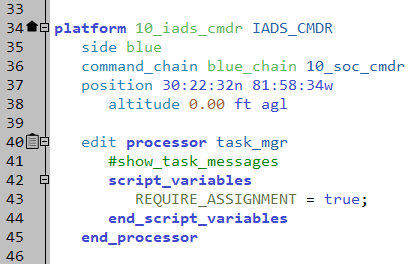 33
34 platform 10_iads_cmdr IADS_CMDR
35 side blue
36 command_chain blue_chain 10_soc_cmdr
37 position 30:22:32n 81:58:34w
38 altitude 0.00 ft agl
39
40 edit processor task_mgr
41 #show_task_messages
42 script_variables
43 REQUIRE_ASSIGNMENT = true;
44 end_script_variables
45 end_processor
46